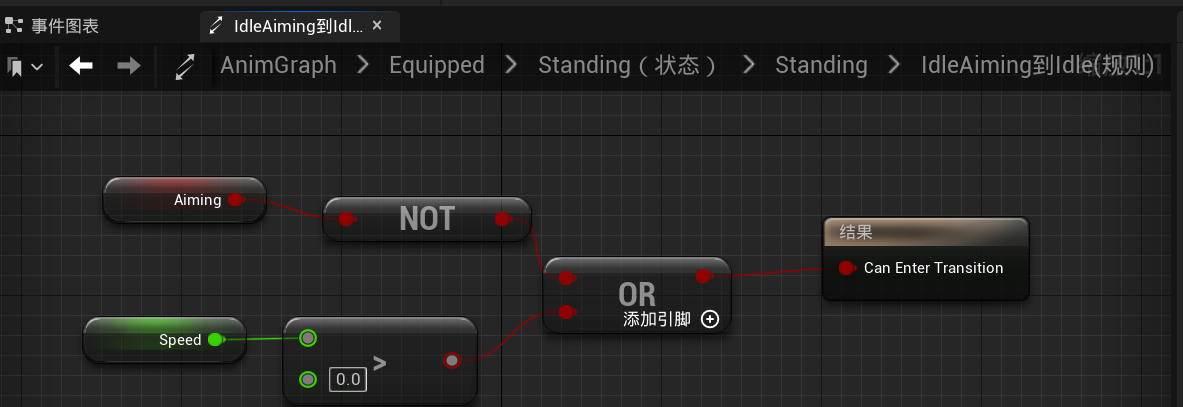 事件图表
IdleAiming到Idl... ×
AnimGraph > Equipped > Standing（状态） > Standing > IdleAiming到Idle(规则)
Aiming
NOT
结果
Can Enter Transition
OR
添加引脚
Speed
>
0.0